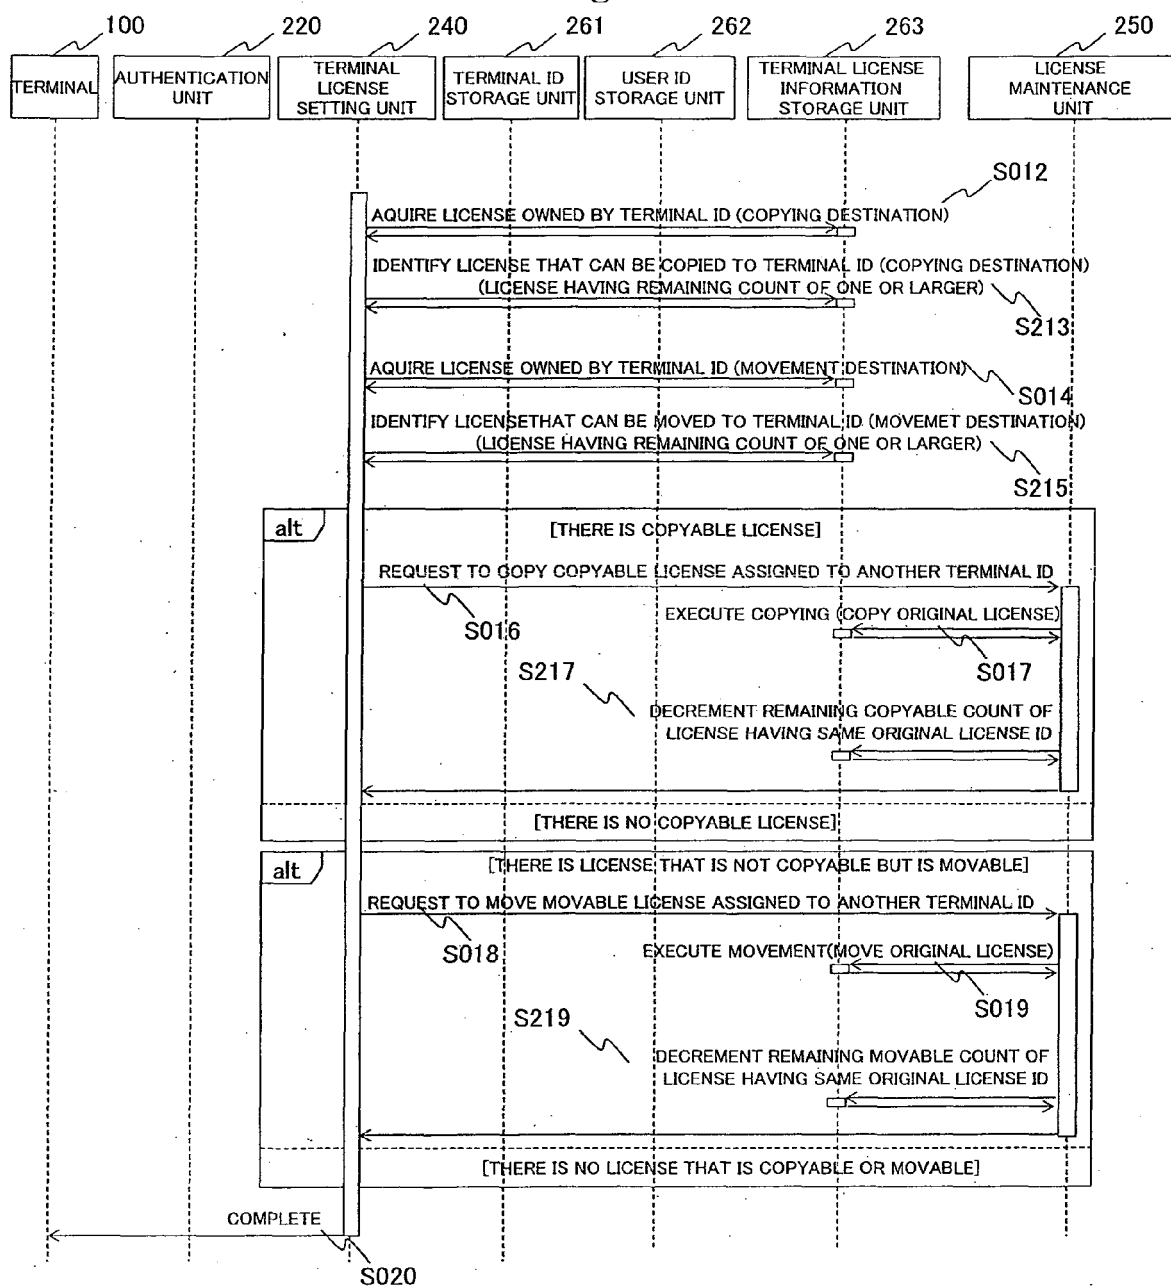 100
220
240
261
262
263
250
TERMINAL
AUTHENTICATION
UNIT
TERMINAL
LICENSE
SETTING UNIT
TERMINAL ID
STORAGE UNIT
USER ID
STORAGE UNIT
TERMINAL LICENSE
INFORMATION
STORAGE UNIT
LICENSE
MAINTENANCE
UNIT
S012
AQUIRE LICENSE OWNED BY TERMINAL ID (COPYING DESTINATION)
IDENTIFY LICENSE THAT CAN BE COPIED TO TERMINAL ID (COPYING DESTINATION)
(LICENSE HAVING REMAINING COUNT OF ONE OR LARGER)
S213
AQUIRE LICENSE OWNED BY TERMINAL ID (MOVEMENT DESTINATION)
S014
IDENTIFY LICENSETHAT CAN BE MOVED TO TERMINAL ID (MOVEMET DESTINATION)
(LICENSE HAVING REMAINING COUNT OF ONE OR LARGER)
S215
alt
[THERE IS COPYABLE LICENSE]
REQUEST TO COPY COPYABLE LICENSE ASSIGNED TO ANOTHER TERMINAL ID
S016
EXECUTE COPYING (COPY ORIGINAL LICENSE)
S017
S217
DECREMENT REMAINING COPYABLE COUNT OF
LICENSE HAVING SAME ORIGINAL LICENSE ID
[THERE IS NO COPYABLE LICENSE]
alt
[THERE IS LICENSE THAT IS NOT COPYABLE BUT IS MOVABLE]
REQUEST TO MOVE MOVABLE LICENSE ASSIGNED TO ANOTHER TERMINAL ID
S018
EXECUTE MOVEMENT(MOVE ORIGINAL LICENSE)
S019
S219
DECREMENT REMAINING MOVABLE COUNT OF
LICENSE HAVING SAME ORIGINAL LICENSE ID
[THERE IS NO LICENSE THAT IS COPYABLE OR MOVABLE]
COMPLETE
S020